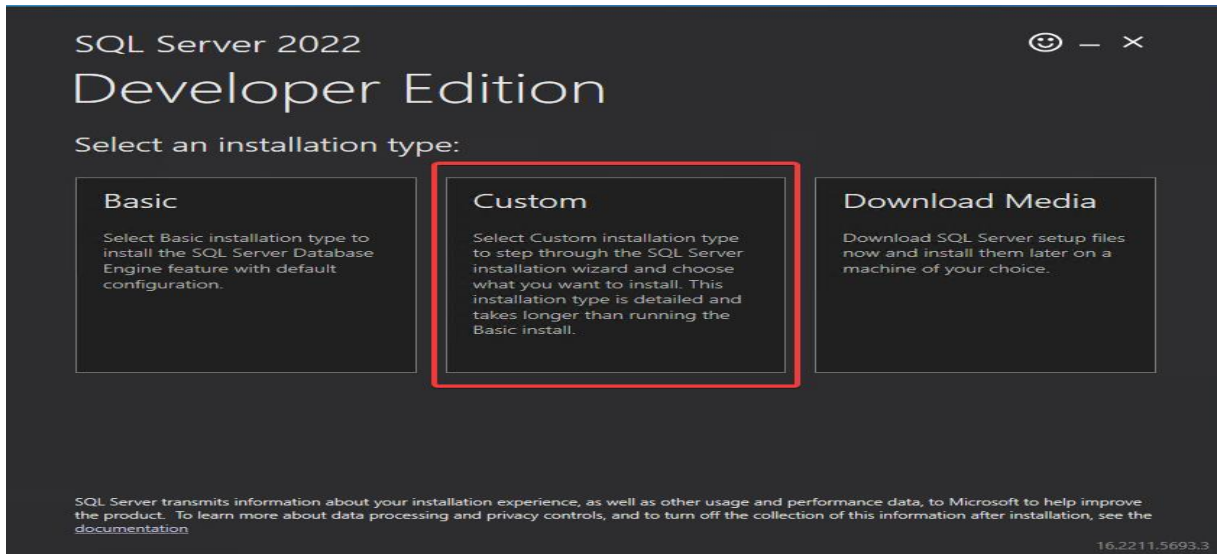 SQL Server 2022
Developer Edition
Select an installation type:
Basic
Select Basic installation type to
install the SQL Server Database
Engine feature with default
configuration.
Custom
Select Custom installation type
to step through the SQL Server
installation wizard and choose
what you want to install. This
installation type is detailed and
takes longer than running the
Basic install.
Download Media
Download SQL Server setup files
now and install them later on a
machine of your choice.
SQL Server transmits information about your installation experience, as well as other usage and performance data, to Microsoft to help improve
the product.  To learn more about data processing and privacy controls, and to turn off the collection of this information after installation, see the
documentation
16.2211.5693.3